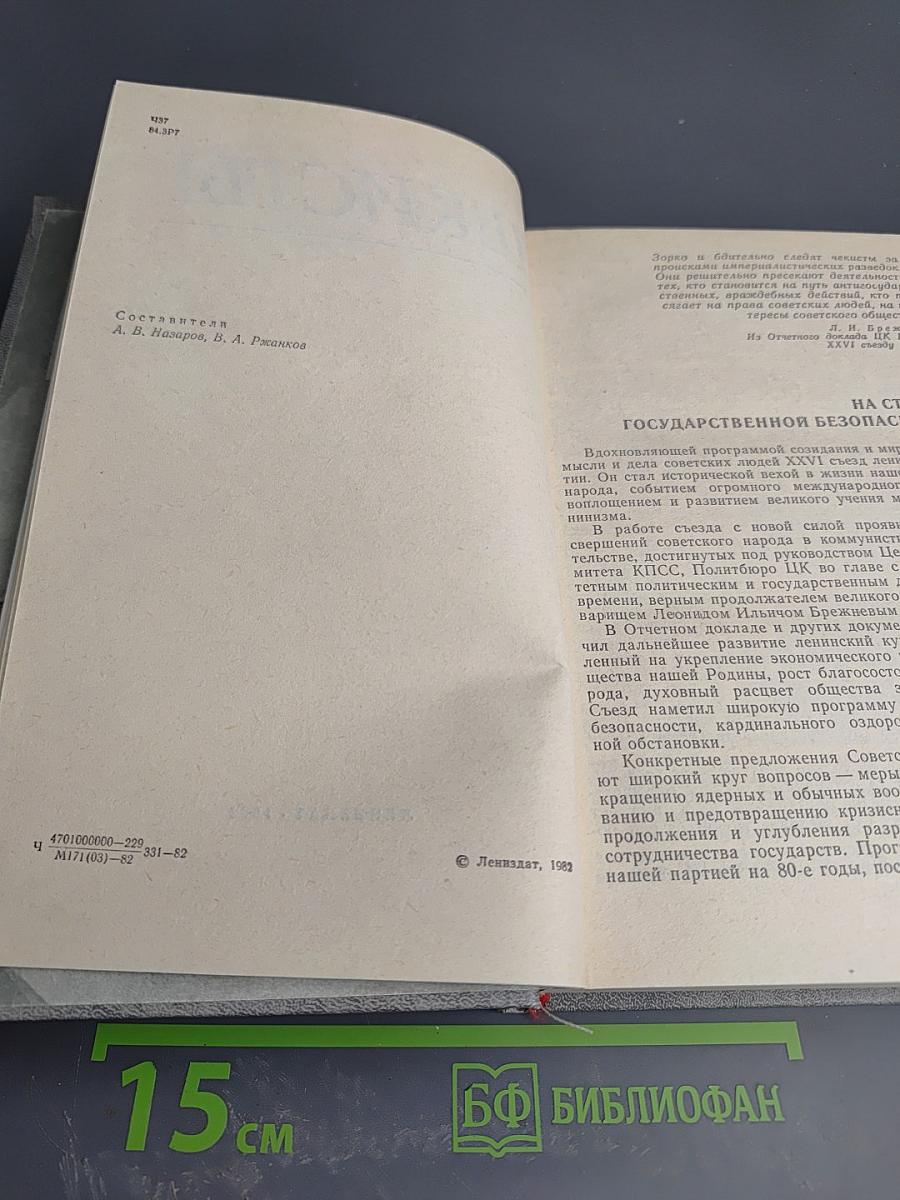 Ч37
84.3Р7
Составители
А. В. Назаров, В. А. Ржанков
Ч 4701000000—229
М171(03)—82
331—82
© Лениздат, 1982
Зорко и бдительно следят чекисты за
происками империалистических разведок
Они решительно пресекают деятельност
тех, кто становится на путь антигосудар
ственных, враждебных действий, кто п
сягает на права советских людей, на
тересы советского общест
Л. И. Бреж
Из Отчетного доклада ЦК
XXVI съезду
НА СТ
ГОСУДАРСТВЕННОЙ БЕЗОПАС
Вдохновляющей программой созидания и мир
мысли и дела советских людей XXVI съезд лени
тии. Он стал исторической вехой в жизни наше
народа, событием огромного международног
воплощением и развитием великого учения м
нинизма.
В работе съезда с новой силой прояви
свершений советского народа в коммунисти
тельстве, достигнутых под руководством Це
митета КПСС, Политбюро ЦК во главе с
тетным политическим и государственным д
времени, верным продолжателем великого
варищем Леонидом Ильичом Брежневым
В Отчетном докладе и других докуме
чил дальнейшее развитие ленинский ку
ленный на укрепление экономического
щества нашей Родины, рост благосост
рода, духовный расцвет общества з
Съезд наметил широкую программу
безопасности, кардинального оздоро
ной обстановки.
Конкретные предложения Советс
ют широкий круг вопросов — меры
кращению ядерных и обычных воо
ванию и предотвращению кризисн
продолжения и углубления разр
сотрудничества государств. Прог
нашей партией на 80-е годы, пос
15 см
БФ БИБЛИОФАН